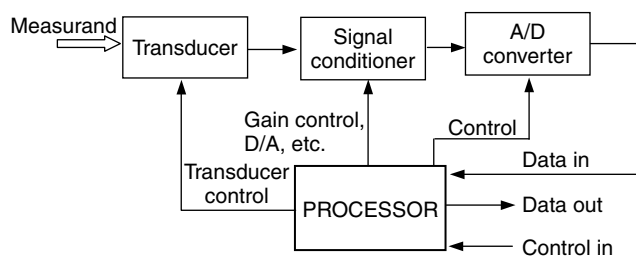 Measurand
Transducer
Signal
conditioner
A/D
converter
Gain control,
D/A, etc.
Control
Transducer
control
Data in
PROCESSOR
Data out
Control in